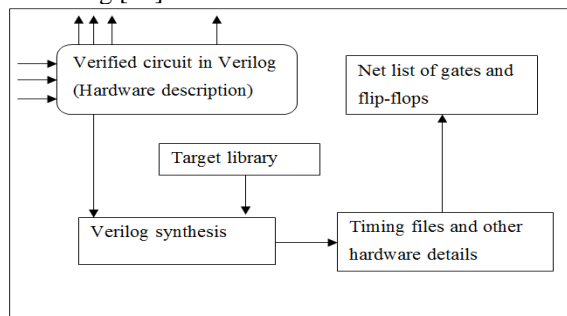 Verified circuit in Verilog
(Hardware description)
Net list of gates and
flip-flops
Target library
Verilog synthesis
Timing files and other
hardware details